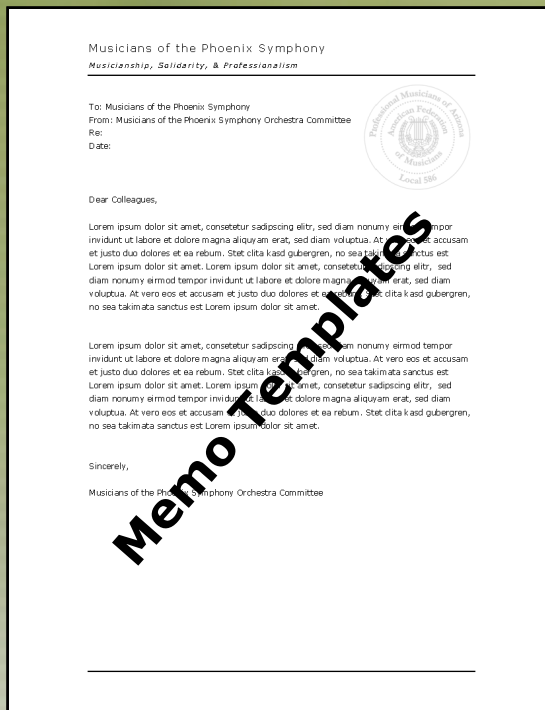 Musicians of the Phoenix Symphony
Musicianship, Solidarity, & Professionalism
Professional Musicians of Arizona
American Federation
of Musicians
Local 586
To: Musicians of the Phoenix Symphony
From: Musicians of the Phoenix Symphony Orchestra Committee
Re:
Date:
Dear Colleagues,
Lorem ipsum dolor sit amet, consetetur sadipscing elitr, sed diam nonumy eirmod tempor
invidunt ut labore et dolore magna aliquyam erat, sed diam voluptua. At vero eos et accusam
et justo duo dolores et ea rebum. Stet clita kasd gubergren, no sea takimata sanctus est
Lorem ipsum dolor sit amet. Lorem ipsum dolor sit amet, consetetur sadipscing elitr, sed
diam nonumy eirmod tempor invidunt ut labore et dolore magna aliquyam erat, sed diam
voluptua. At vero eos et accusam et justo duo dolores et ea rebum. Stet clita kasd gubergren,
no sea takimata sanctus est Lorem ipsum dolor sit amet.
Lorem ipsum dolor sit amet, consetetur sadipscing elitr, sed diam nonumy eirmod tempor
invidunt ut labore et dolore magna aliquyam erat, sed diam voluptua. At vero eos et accusam
et justo duo dolores et ea rebum. Stet clita kasd gubergren, no sea takimata sanctus est
Lorem ipsum dolor sit amet. Lorem ipsum dolor sit amet, consetetur sadipscing elitr, sed
diam nonumy eirmod tempor invidunt ut labore et dolore magna aliquyam erat, sed diam
voluptua. At vero eos et accusam et justo duo dolores et ea rebum. Stet clita kasd gubergren,
no sea takimata sanctus est Lorem ipsum dolor sit amet.
Sincerely,
Musicians of the Phoenix Symphony Orchestra Committee
Memo Templates